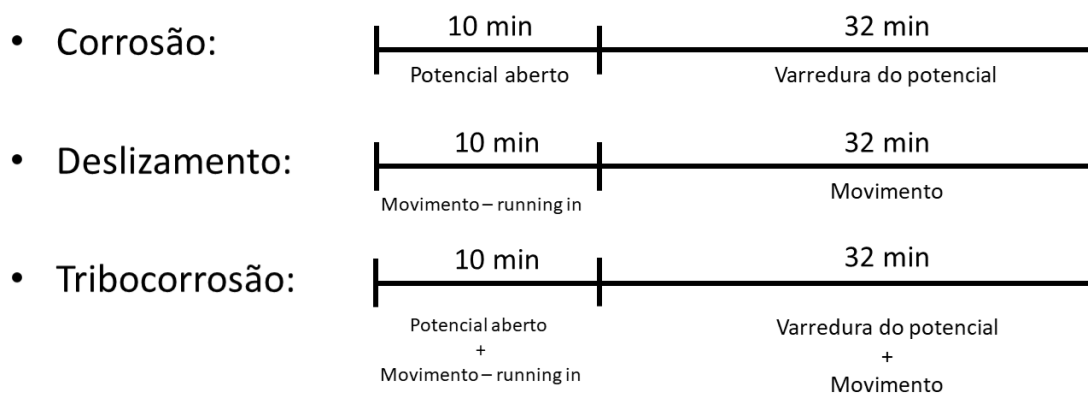 • Corrosão:
10 min
32 min
Potencial aberto
Varredura do potencial
• Deslizamento:
10 min
32 min
Movimento – running in
Movimento
• Tribocorrosão:
10 min
32 min
Potencial aberto
+
Movimento – running in
Varredura do potencial
+
Movimento